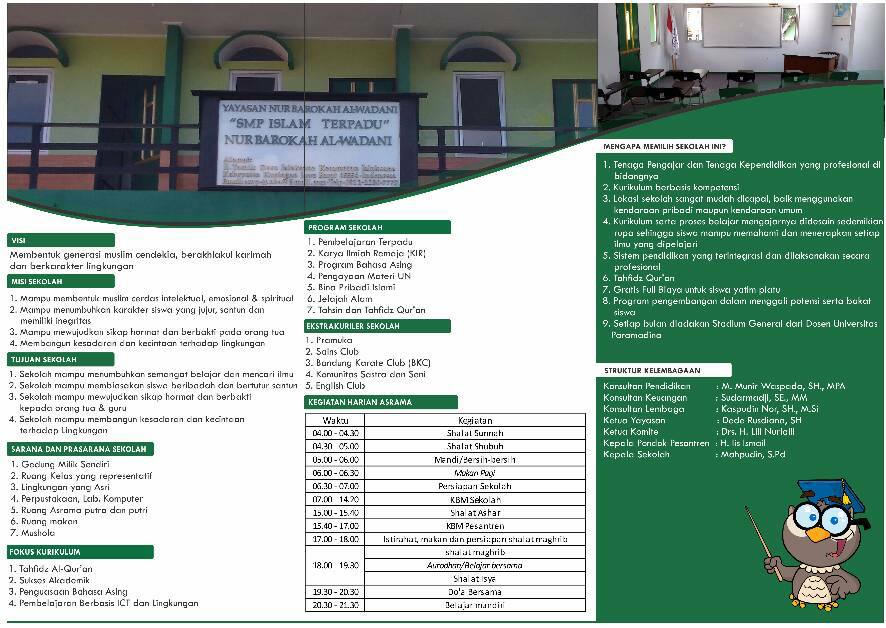 YAYASAN NURBAROKAH AL-WADANI
"SMP ISLAM TERPADU"
NURBAROKAH AL-WADANI
VISI
Membentuk generasi muslim cendekia, berakhlakul karimah
dan berkarakter lingkungan
MISI SEKOLAH
1. Mampu membentuk muslim cerdas intelektual, emosional & spiritual
2. Mampu menumbuhkan karakter siswa yang jujur, santun dan
memiliki inegritas
3. Mampu mewujudkan sikap hormat dan berbakti pada orang tua
4. Membangun kesadaran dan kecintaan terhadap lingkungan
TUJUAN SEKOLAH
1. Sekolah mampu menumbuhkan semangat belajar dan mencari ilmu
2. Sekolah mampu membiasakan siswa beribadah dan bertutur santun
3. Sekolah mampu mewujudkan sikap hormat dan berbakti
kepada orang tua & guru
4. Sekolah mampu membangun kesadaran dan kecintaan
terhadap Lingkungan
SARANA DAN PRASARANA SEKOLAH
1. Gedung Milik Sendiri
2. Ruang Kelas yang representatif
3. Lingkungan yang Asri
4. Perpustakaan, Lab. Komputer
5. Ruang Asrama putra dan putri
6. Ruang makan
7. Mushola
FOKUS KURIKULUM
1. Tahfidz Al-Qur'an
2. Sukses Akademik
3. Penguasaan Bahasa Asing
4. Pembelajaran Berbasis ICT dan Lingkungan
PROGRAM SEKOLAH
1. Pembelajaran Terpadu
2. Karya Ilmiah Remaja (KIR)
3. Program Bahasa Asing
4. Pengayaan Materi UN
5. Bina Pribadi Islami
6. Jelajah Alam
7. Tahsin dan Tahfidz Qur'an
EKSTRAKURILER SEKOLAH
1. Pramuka
2. Sains Club
3. Bandung Karate Club (BKC)
4. Komunitas Sastra dan Seni
5. English Club
KEGIATAN HARIAN ASRAMA
Waktu Kegiatan
04.00 - 04.30 Shalat Sunnah
04.30 - 05.00 Shalat Shubuh
05.00 - 06.00 Mandi/Bersih-bersih
06.00 - 06.30 Makan Pagi
06.30 - 07.00 Persiapan Sekolah
07.00 - 14.20 KBM Sekolah
15.00 - 15.40 Shalat Ashar
15.40 - 17.00 KBM Pesantren
17.00 - 18.00 Istirahat, makan dan persiapan shalat maghrib
18.00 - 19.30 shalat maghrib
Aurodhan/Belajar bersama
Shalat Isya
19.30 - 20.30 Do'a Bersama
20.30 - 21.30 Belajar mandiri
MENGAPA MEMILIH SEKOLAH INI?
1. Tenaga Pengajar dan Tenaga Kependidikan yang profesional di
bidangnya
2. Kurikulum berbasis kompetensi
3. Lokasi sekolah sangat mudah dicapai, baik menggunakan
kendaraan pribadi maupun kendaraan umum
4. Kurikulum serta proses belajar mengajarnya didesain sedemikian
rupa sehingga siswa mampu memahami dan menerapkan setiap
ilmu yang dipelajari
5. Sistem pendidikan yang terintegrasi dan dilaksanakan secara
profesional
6. Tahfidz Qur'an
7. Gratis Full Biaya untuk siswa yatim piatu
8. Program pengembangan dalam menggali potensi serta bakat
siswa
9. Setiap bulan diadakan Stadium General dari Dosen Universitas
Paramadina
STRUKTUR KELEMBAGAAN
Konsultan Pendidikan : M. Munir Waspada, SH., MPA
Konsultan Keuangan : Sudarmadji, SE., MM
Konsultan Lembaga : Kaspudin Nor, SH., M.Si
Ketua Yayasan : Dede Rusdiana, SH
Ketua Komite : Drs. H. Lili Nurlaili
Kepala Pondok Pesantren : H. Iis Ismail
Kepala Sekolah : Mahpudin, S.Pd